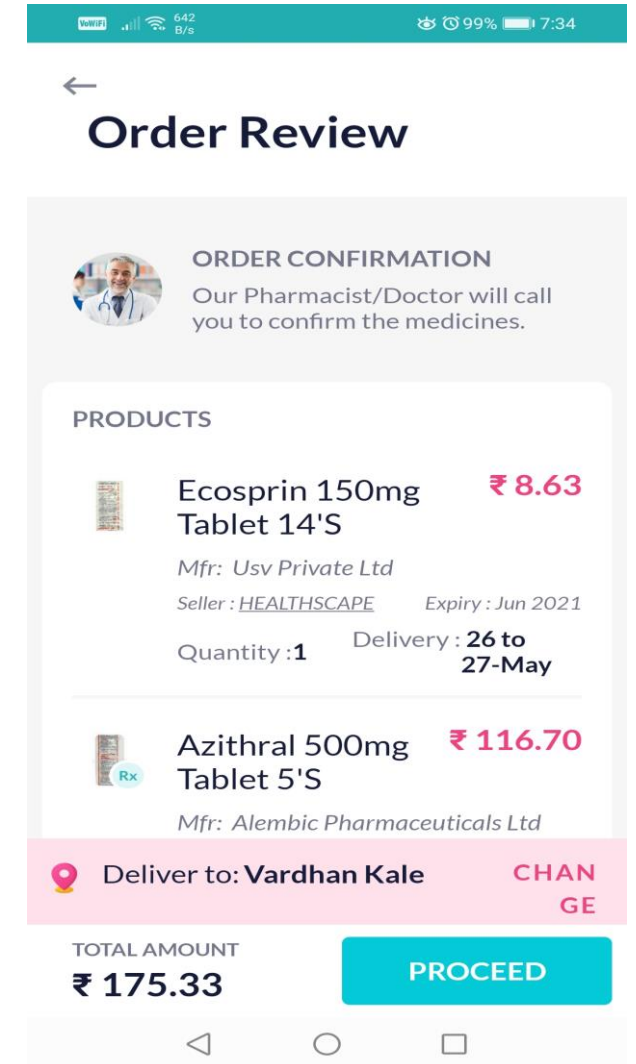 VoWiFi 642 B/s 99% 7:34
Order Review
ORDER CONFIRMATION
Our Pharmacist/Doctor will call
you to confirm the medicines.
PRODUCTS
Ecosprin 150mg ₹ 8.63
Tablet 14'S
Mfr: Usv Private Ltd
Seller : HEALTHSCAPE Expiry : Jun 2021
Quantity :1 Delivery : 26 to
27-May
Azithral 500mg ₹ 116.70
Rx Tablet 5'S
Mfr: Alembic Pharmaceuticals Ltd
Deliver to: Vardhan Kale CHAN
GE
TOTAL AMOUNT
₹ 175.33 PROCEED